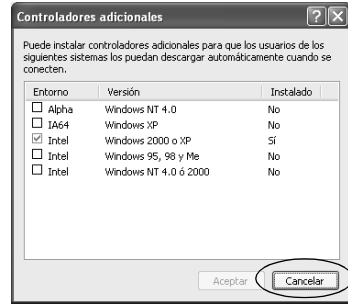 Controladores adicionales
Puede instalar controladores adicionales para que los usuarios de los
siguientes sistemas los puedan descargar automáticamente cuando se
conecten.
Entorno Versión Instalado
Alpha Windows NT 4.0 No
IA64 Windows XP No
Intel Windows 2000 o XP Sí
Intel Windows 95, 98 y Me No
Intel Windows NT 4.0 ó 2000 No
Aceptar Cancelar